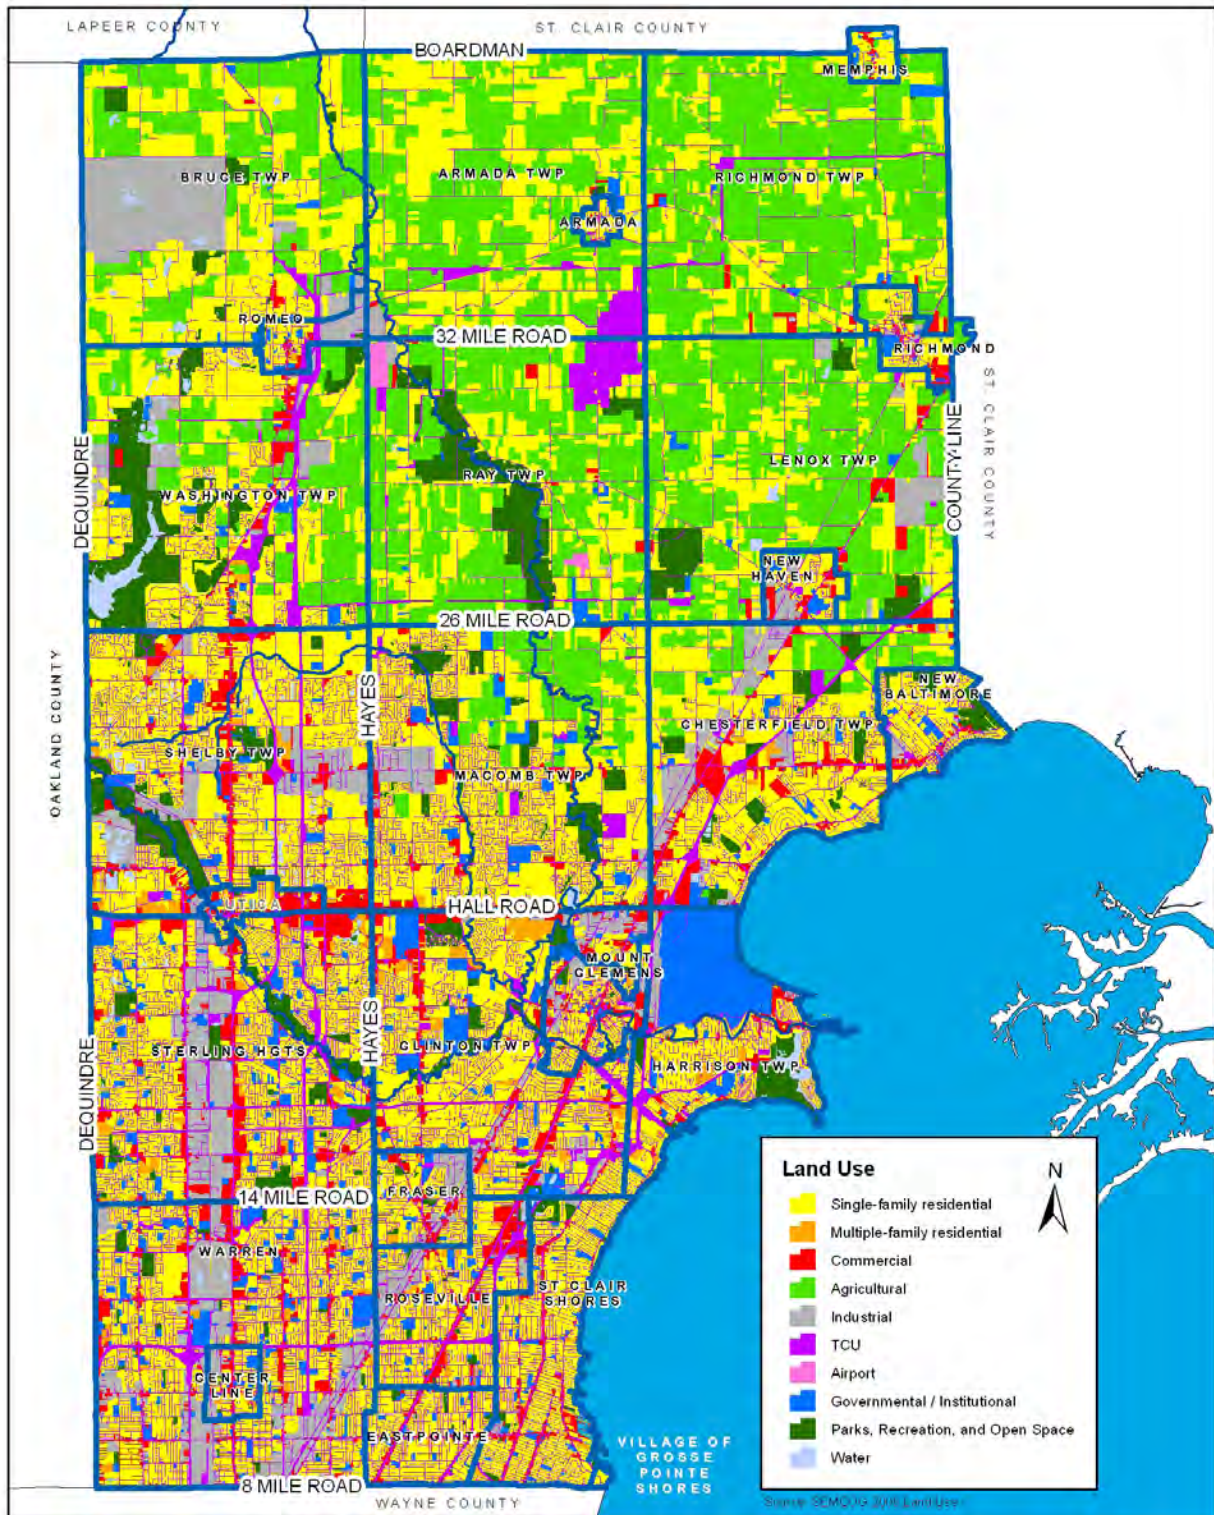 LAPEER COUNTY
ST. CLAIR COUNTY
BOARDMAN
MEMPHIS
BRUCE TWP
ARMADA TWP
RICHMOND TWP
ARMADA
ROMEO
32 MILE ROAD
RICHMOND
ST. CLAIR COUNTY
COUNTY LINE
DEQUINDRE
RAY TWP
LENOX TWP
WASHINGTON TWP
NEW
HAVEN
26 MILE ROAD
OAKLAND COUNTY
HAYES
NEW
BALTIMORE
SHELBY TWP
CHESTERFIELD TWP
MACOMB TWP
UTICA
HALL ROAD
MOUNT
CLEMENS
HAYES
DEQUINDRE
STERLING HGTS
CLINTON TWP
HARRISON TWP
14 MILE ROAD
FRASER
WARREN
ROSEVILLE
ST CLAIR
SHORES
CENTER
LINE
EASTPOINTE
8 MILE ROAD
WAYNE COUNTY
VILLAGE OF
GROSSE
POINTE
SHORES
Land Use
N
Single-family residential
Multiple-family residential
Commercial
Agricultural
Industrial
TCU
Airport
Governmental / Institutional
Parks, Recreation, and Open Space
Water